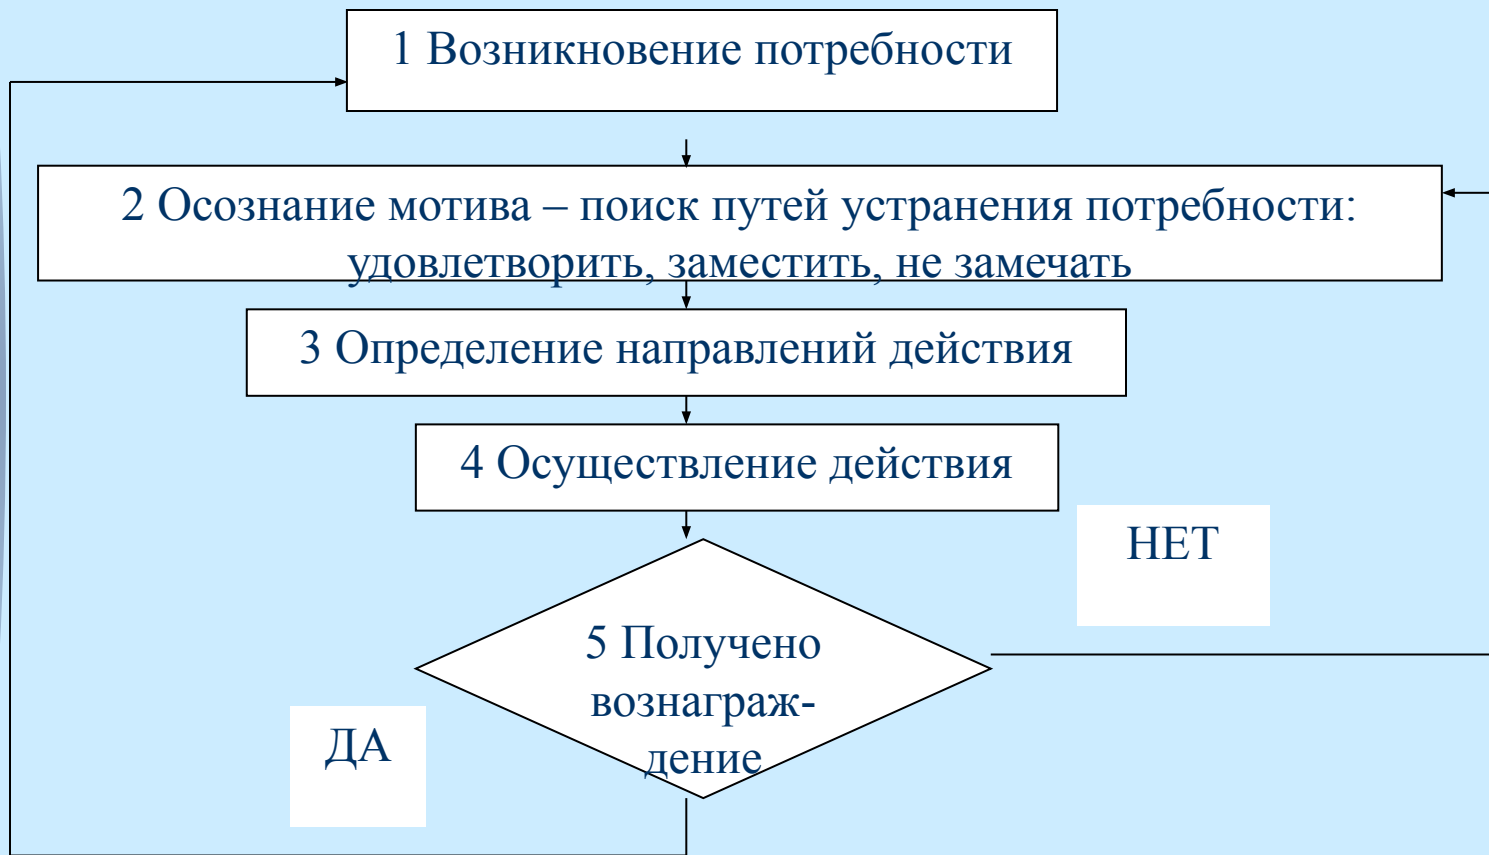 1 Возникновение потребности
2 Осознание мотива – поиск путей устранения потребности:
удовлетворить, заместить, не замечать
3 Определение направлений действия
4 Осуществление действия
НЕТ
5 Получено
вознаграж-
дение
ДА